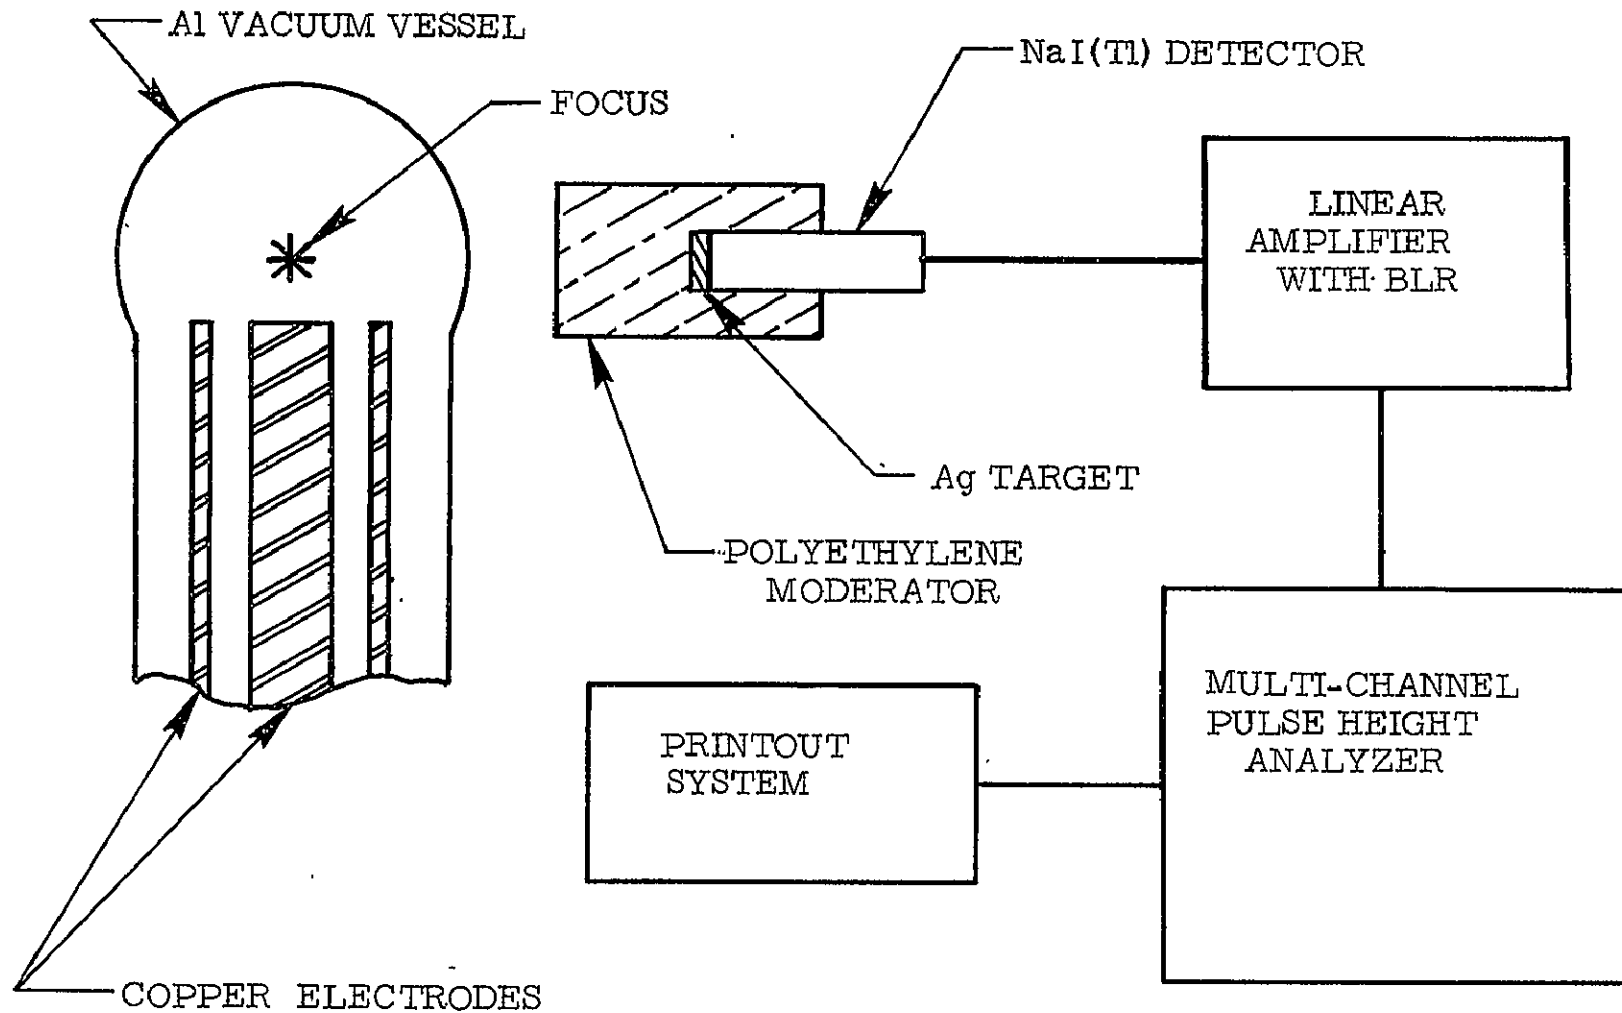 Al VACUUM VESSEL
NaI(Tl) DETECTOR
FOCUS
LINEAR
AMPLIFIER
WITH BLR
Ag TARGET
POLYETHYLENE
MODERATOR
MULTI-CHANNEL
PULSE HEIGHT
ANALYZER
PRINTOUT
SYSTEM
COPPER ELECTRODES